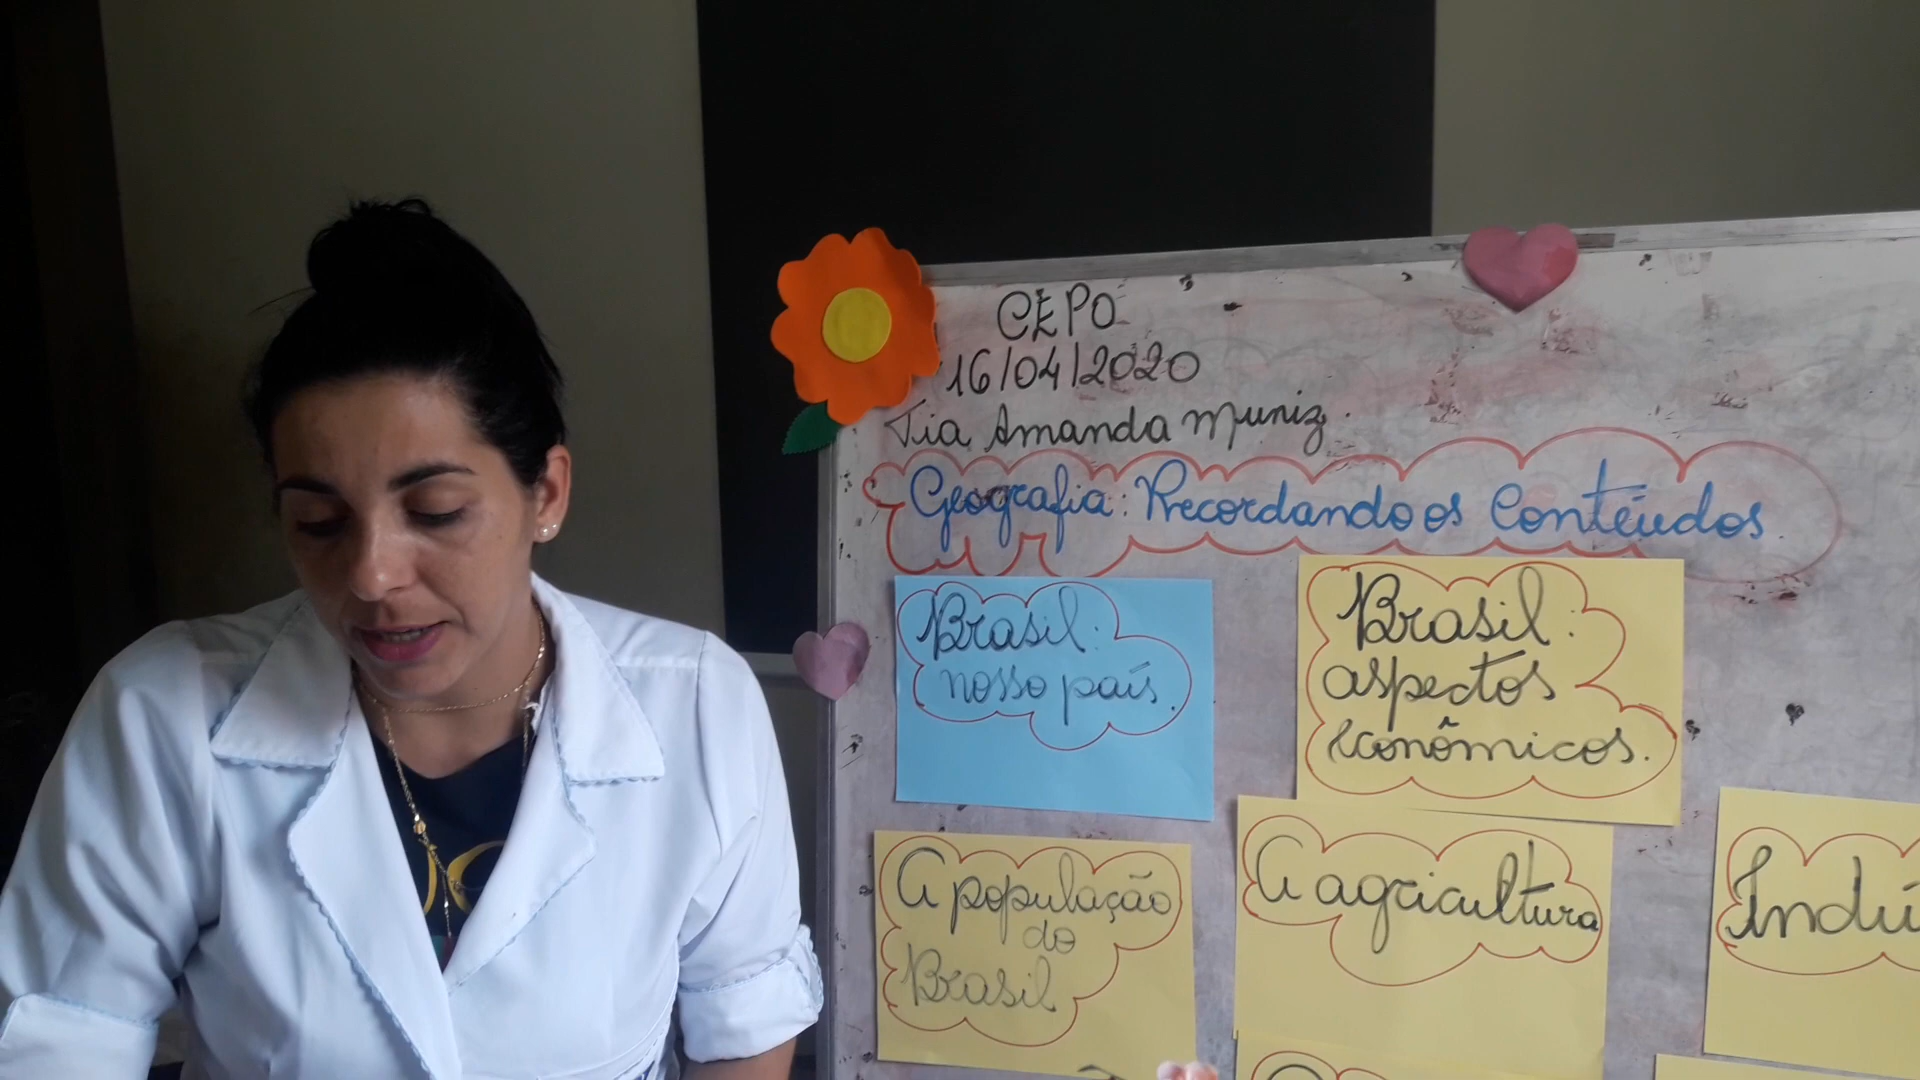 CEPO
16/04/2020
Tia Amanda Muniz
Geografia: Recordando os Conteúdos
Brasil:
nosso país.
Brasil:
aspectos
econômicos.
A população
do
Brasil
A agricultura
Indú